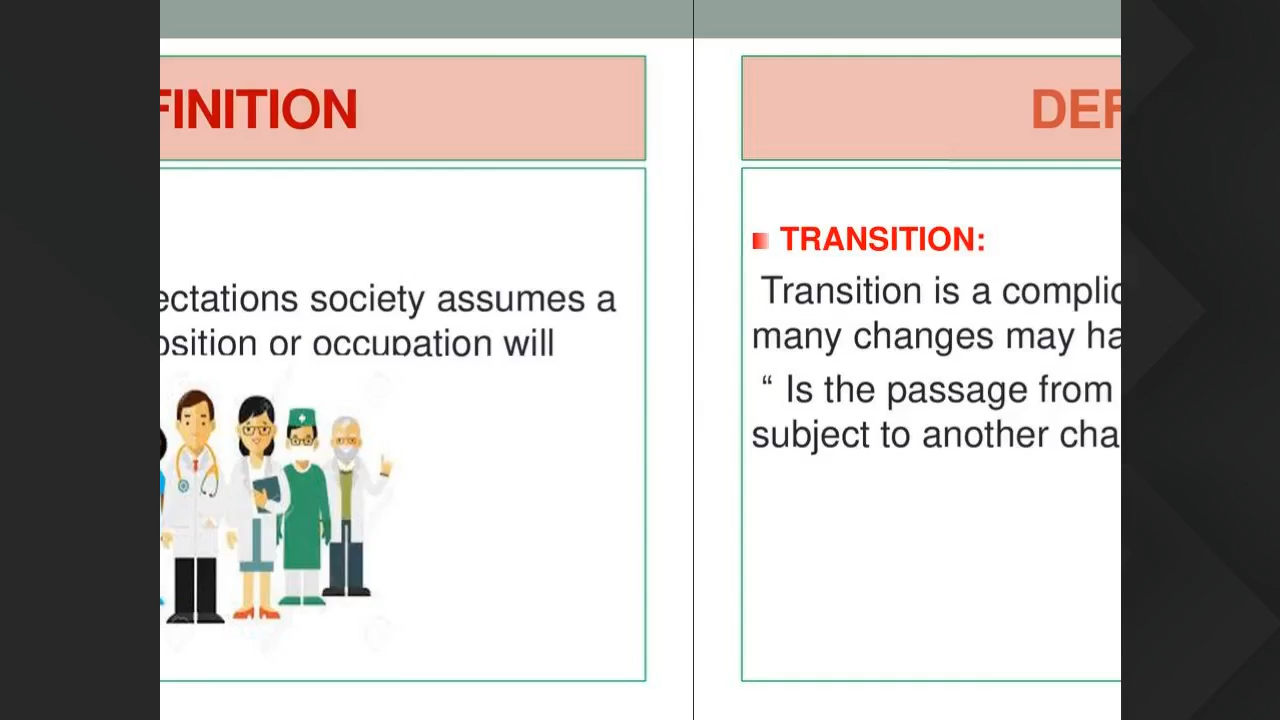 FINITION
ectations society assumes a
osition or occupation will
DEF
TRANSITION:
Transition is a complic
many changes may ha
“ Is the passage from
subject to another cha